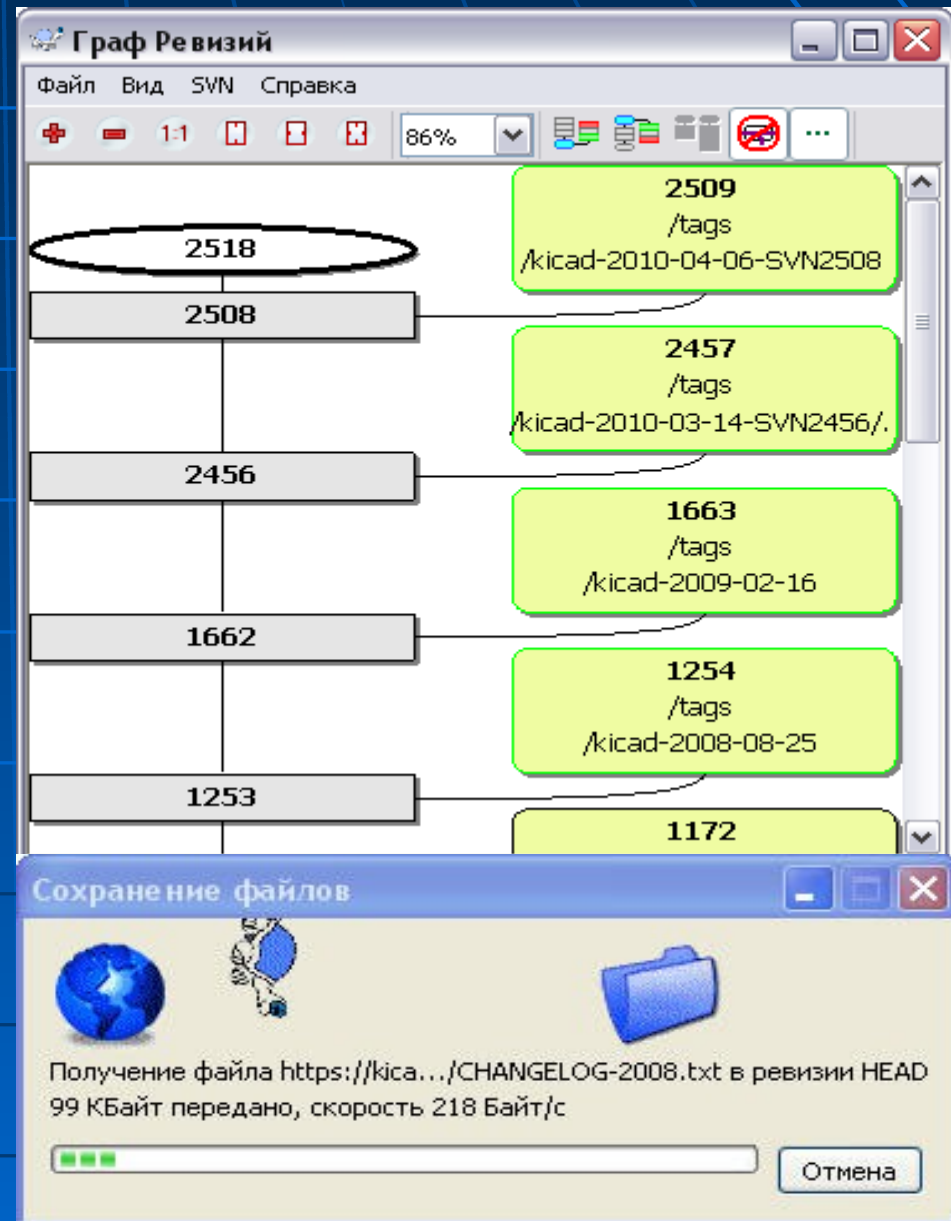 Граф Ревизий
Файл Вид SVN Справка
1:1 86% ...
2509
/tags
/kicad-2010-04-06-SVN2508
2518
2508
2457
/tags
/kicad-2010-03-14-SVN2456/.
2456
1663
/tags
/kicad-2009-02-16
1662
1254
/tags
/kicad-2008-08-25
1253
1172
Сохранение файлов
Получение файла https://kica.../CHANGELOG-2008.txt в ревизии HEAD
99 КБайт передано, скорость 218 Байт/с
Отмена